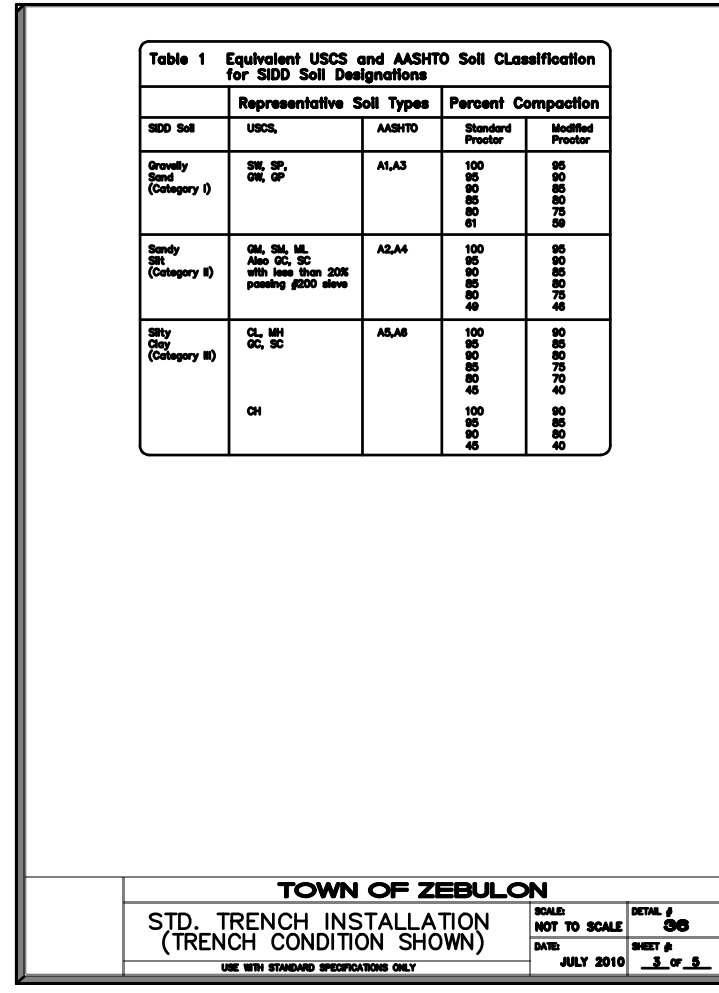 Table 1 Equivalent USCS and AASHTO Soil CLassification
for SIDD Soil Designations
Representative Soil Types Percent Compaction
SIDD Soil USCS, AASHTO Standard Proctor Modified Proctor
Gravelly SW, SP, A1,A3 100 95
Sand GW, GP 95 90
(Category I) 90 85
85 80
80 75
61 59
Sandy GM, SM, ML A2,A4 100 95
Silt Also GC, SC 95 90
(Category II) with less than 20% 90 85
passing #200 sieve 85 80
80 75
49 46
Silty CL, MH A5,A6 100 90
Clay GC, SC 95 85
(Category III) 90 80
85 75
80 70
45 40
CH 100 90
95 85
90 80
45 40
TOWN OF ZEBULON
STD. TRENCH INSTALLATION
(TRENCH CONDITION SHOWN)
USE WITH STANDARD SPECIFICATIONS ONLY
SCALE:
NOT TO SCALE
DETAIL #
36
DATE:
JULY 2010
SHEET #:
3 OF 5